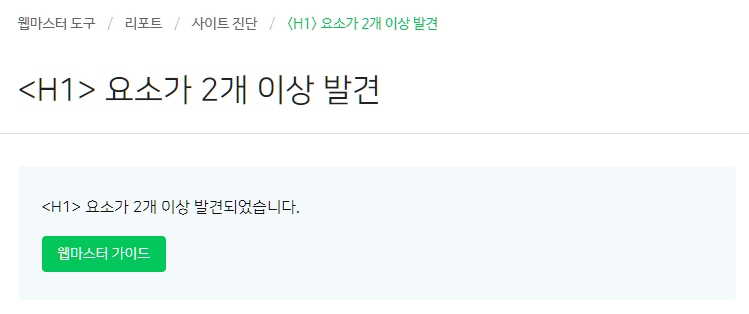 웹마스터 도구 / 리포트 / 사이트 진단 / <H1> 요소가 2개 이상 발견
<H1> 요소가 2개 이상 발견
<H1> 요소가 2개 이상 발견되었습니다.
웹마스터 가이드